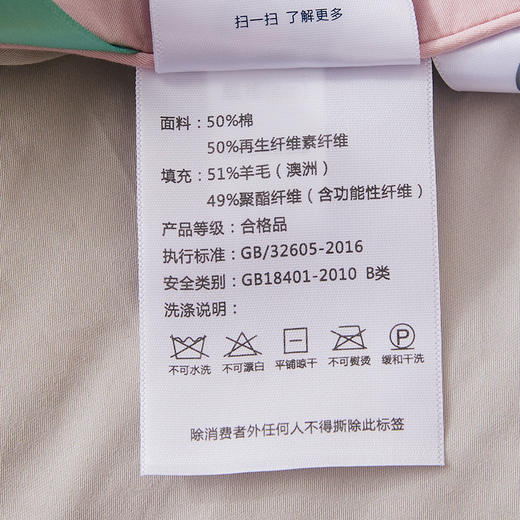 扫一扫 了解更多
面料：50%棉
50%再生纤维素纤维
填充：51%羊毛（澳洲）
49%聚酯纤维（含功能性纤维）
产品等级：合格品
执行标准：GB/32605-2016
安全类别：GB18401-2010 B类
洗涤说明：
P
不可水洗 不可漂白 平铺晾干 不可熨烫 缓和干洗
除消费者外任何人不得撕除此标签